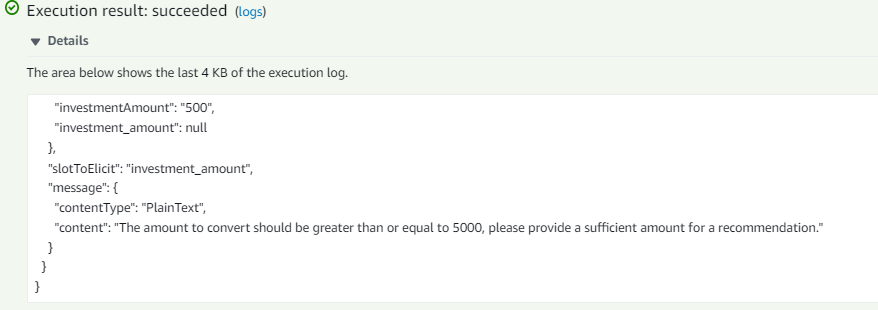 Execution result: succeeded (logs)
Details
The area below shows the last 4 KB of the execution log.
"investmentAmount": "500",
"investment_amount": null
},
"slotToElicit": "investment_amount",
"message": {
"contentType": "PlainText",
"content": "The amount to convert should be greater than or equal to 5000, please provide a sufficient amount for a recommendation."
}
}
}